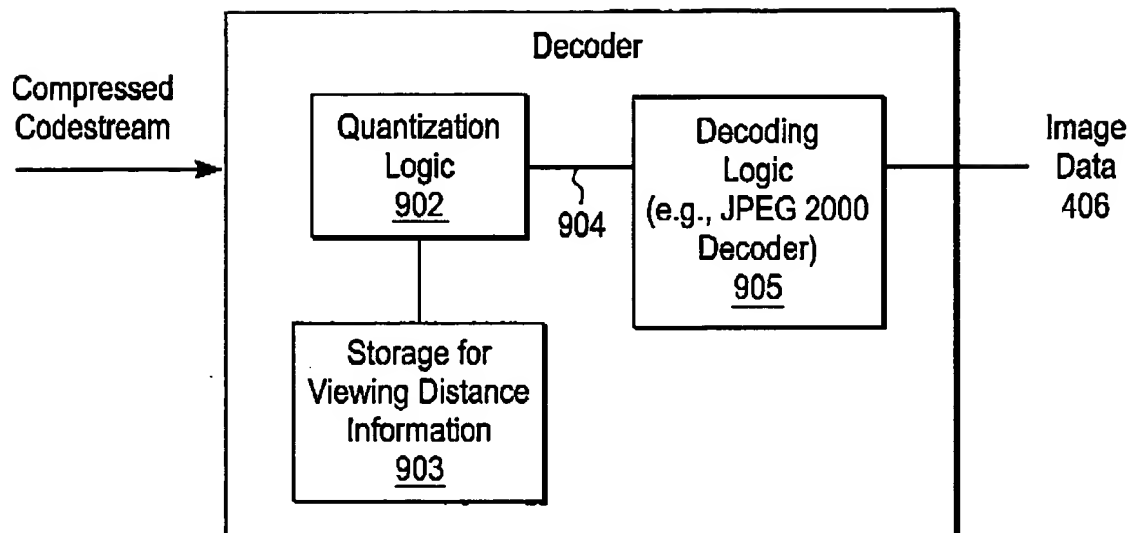 Decoder
Compressed
Codestream
Quantization
Logic
902
904
Decoding
Logic
(e.g., JPEG 2000
Decoder)
905
Image
Data
406
Storage for
Viewing Distance
Information
903